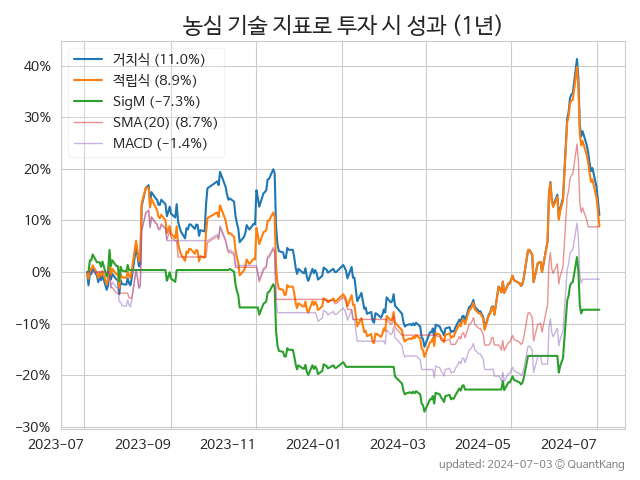 농심 기술 지표로 투자 시 성과 (1년)
거치식 (11.0%)
적립식 (8.9%)
SigM (−7.3%)
SMA(20) (8.7%)
MACD (−1.4%)
40%
30%
20%
10%
0%
−10%
−20%
−30%
2023-07 2023-09 2023-11 2024-01 2024-03 2024-05 2024-07
updated: 2024-07-03 ⓒ QuantKang